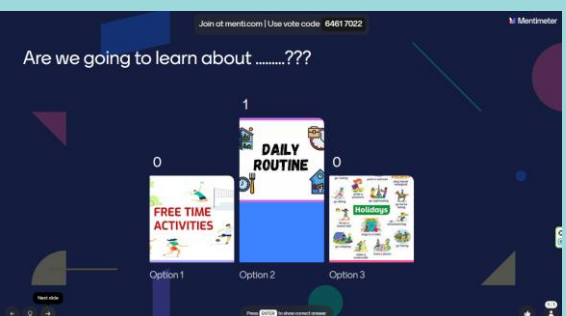 Join at menti.com | Use vote code 6461 7022
Mentimeter
Are we going to learn about .........???
1
0
0
DAILY
ROUTINE
FREE TIME
ACTIVITIES
Holidays
Option 1
Option 2
Option 3
Next slide
Press ENTER to show correct answer